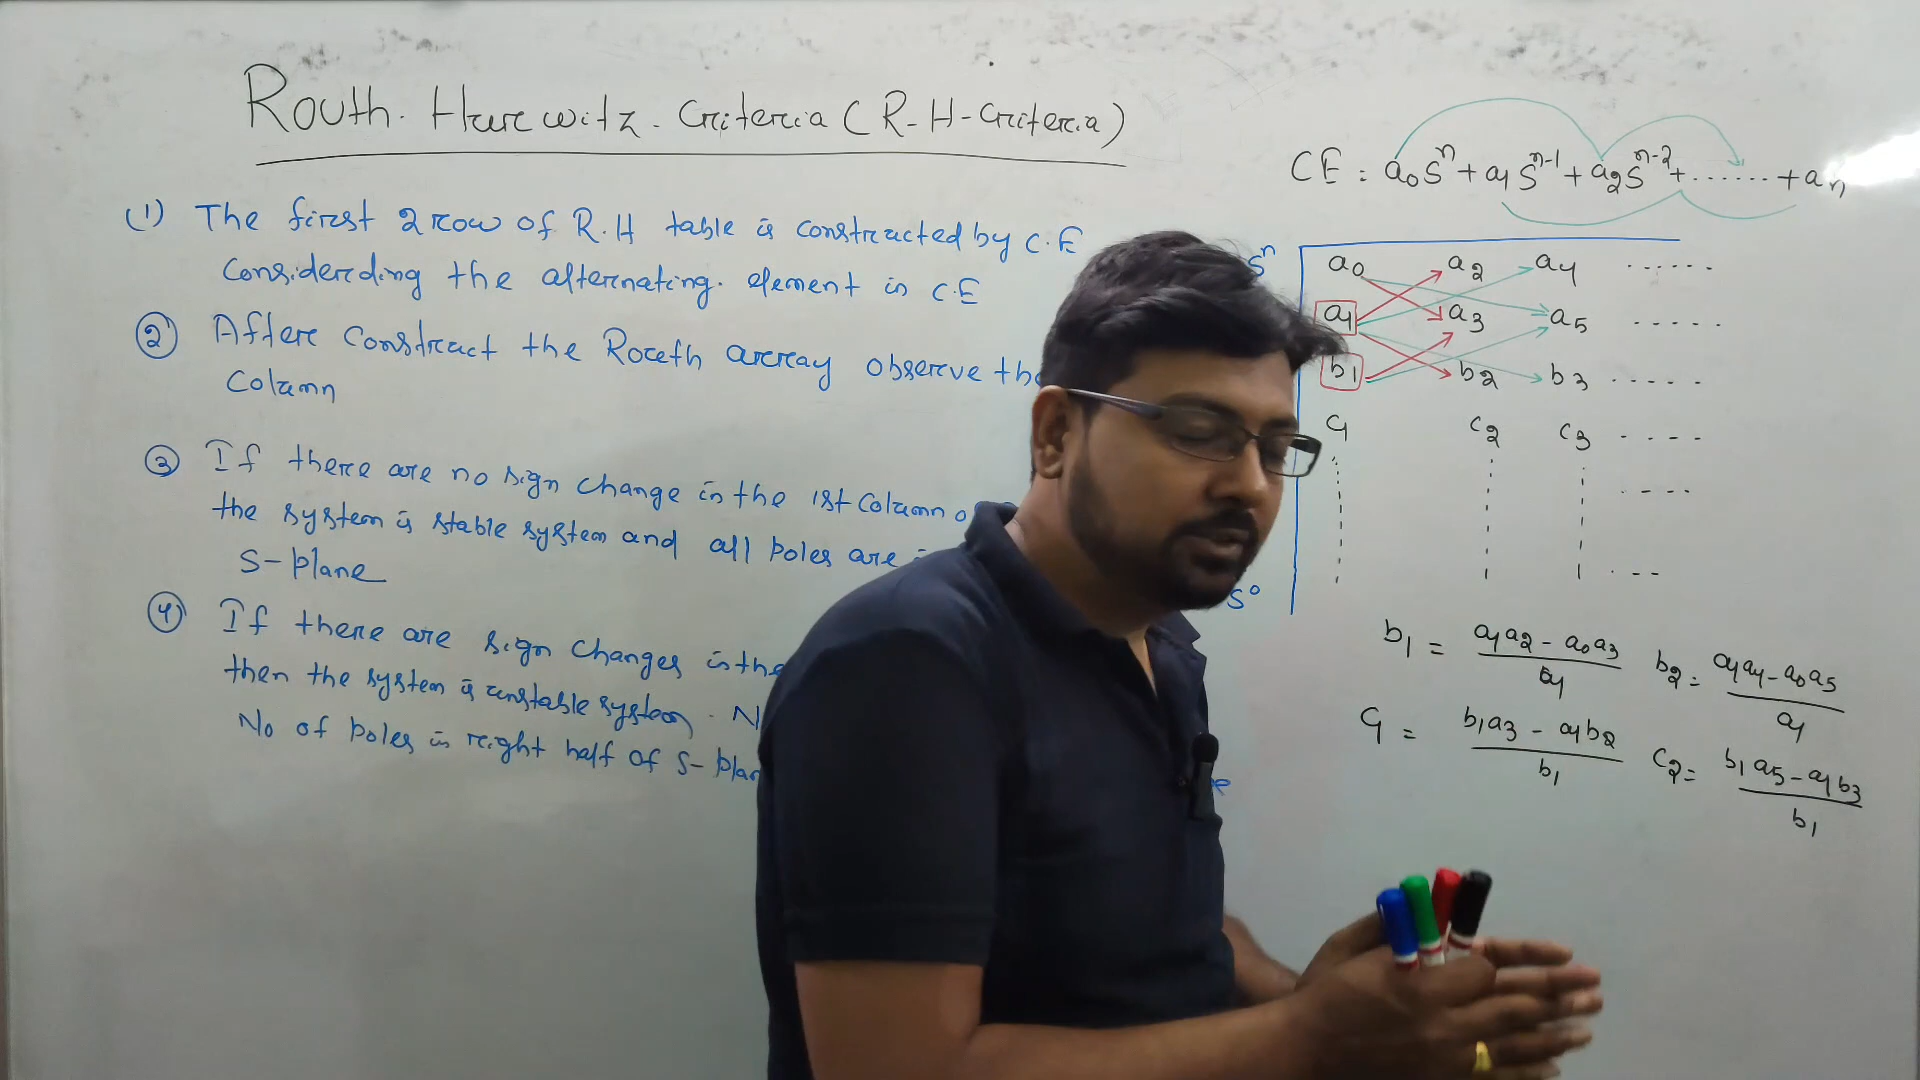 Routh. Hurewitz. Criteria (R-H-Criteria)
(1) The first 2 row of R.H table is constructed by C.E
Considerding the alternating. element in C.E
(2) After Construct the Routh array observe the
Column
(3) If there are no sign change in the 1st Column
the system is stable system and all poles are
S-plane
(4) If there are sign changes in the
then the system is unstable system.
No of poles in right half of S-
CE: a₀sⁿ + a₁sⁿ⁻¹ + a₂sⁿ⁻² + ...... + aₙ
sⁿ a₀ a₂ a₄ ......
a₁ a₃ a₅ .....
b₁ b₂ b₃ .....
c₁ c₂ c₃ ....
s⁰
b₁ = (a₁a₂ - a₀a₃)/a₁ b₂ = (a₁a₄ - a₀a₅)/a₁
c₁ = (b₁a₃ - a₁b₂)/b₁ c₂ = (b₁a₅ - a₁b₃)/b₁